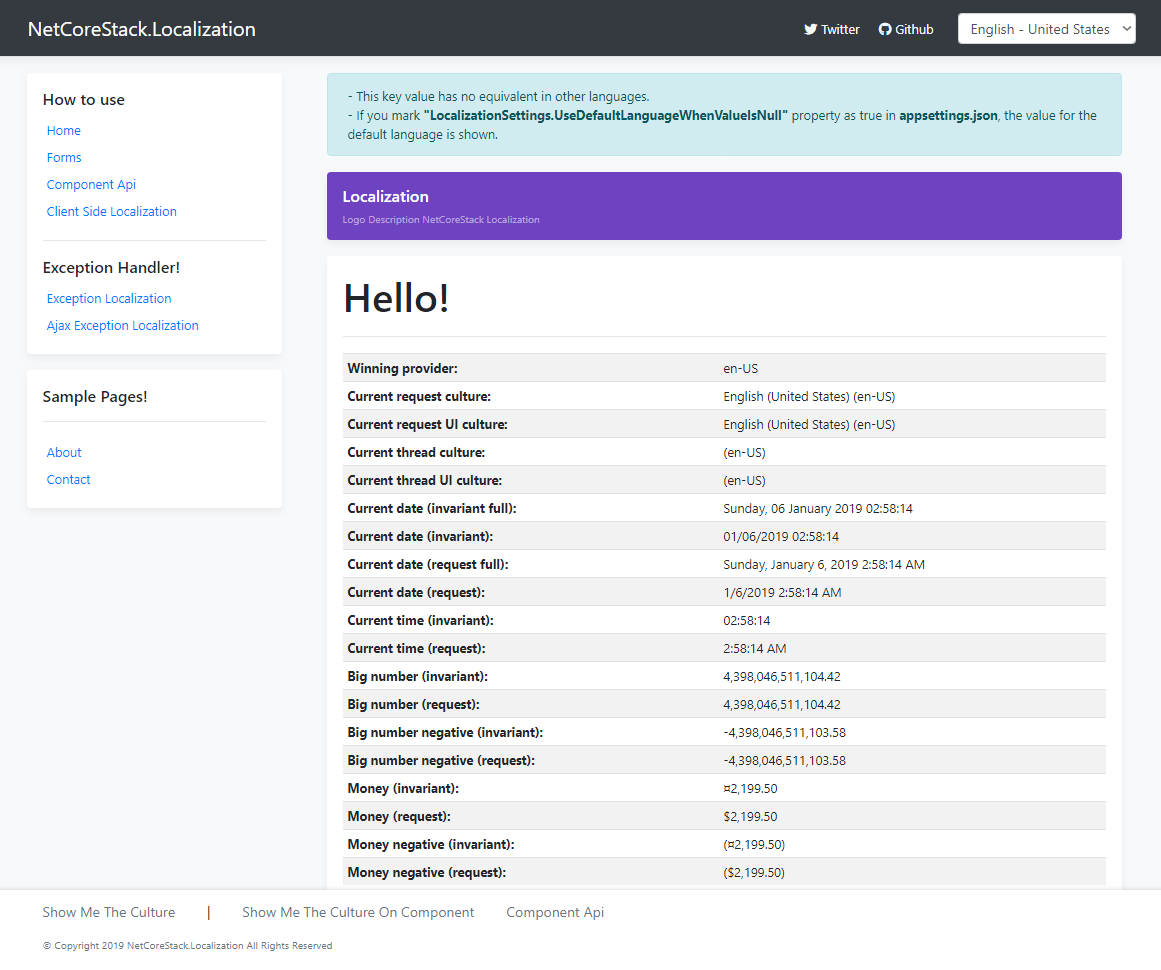 NetCoreStack.Localization
Twitter Github English - United States
How to use
Home
Forms
Component Api
Client Side Localization
Exception Handler!
Exception Localization
Ajax Exception Localization
Sample Pages!
About
Contact
- This key value has no equivalent in other languages.
- If you mark "LocalizationSettings.UseDefaultLanguageWhenValueIsNull" property as true in appsettings.json, the value for the
default language is shown.
Localization
Logo Description NetCoreStack Localization
Hello!
Winning provider: en-US
Current request culture: English (United States) (en-US)
Current request UI culture: English (United States) (en-US)
Current thread culture: (en-US)
Current thread UI culture: (en-US)
Current date (invariant full): Sunday, 06 January 2019 02:58:14
Current date (invariant): 01/06/2019 02:58:14
Current date (request full): Sunday, January 6, 2019 2:58:14 AM
Current date (request): 1/6/2019 2:58:14 AM
Current time (invariant): 02:58:14
Current time (request): 2:58:14 AM
Big number (invariant): 4,398,046,511,104.42
Big number (request): 4,398,046,511,104.42
Big number negative (invariant): -4,398,046,511,103.58
Big number negative (request): -4,398,046,511,103.58
Money (invariant): ¤2,199.50
Money (request): $2,199.50
Money negative (invariant): (¤2,199.50)
Money negative (request): ($2,199.50)
Show Me The Culture | Show Me The Culture On Component Component Api
© Copyright 2019 NetCoreStack.Localization All Rights Reserved